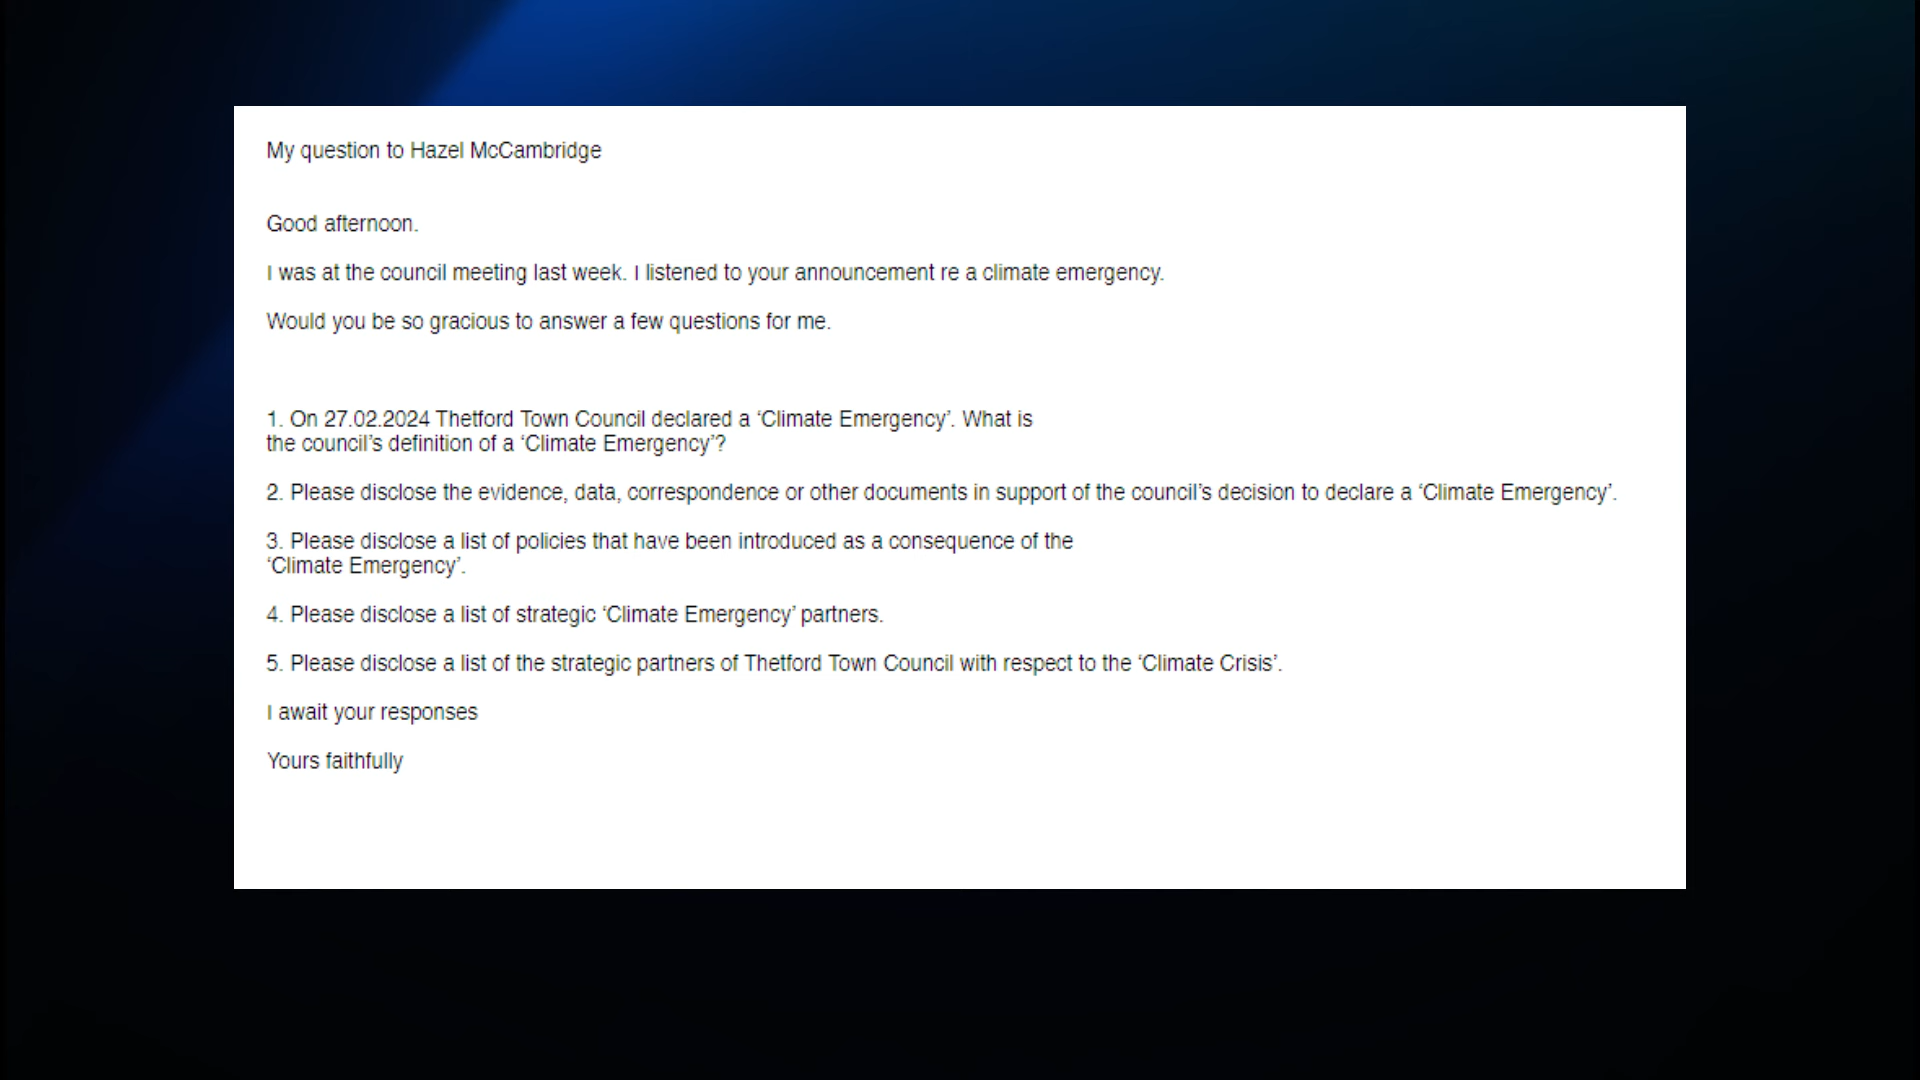 My question to Hazel McCambridge
Good afternoon.
I was at the council meeting last week. I listened to your announcement re a climate emergency.
Would you be so gracious to answer a few questions for me.
1. On 27.02.2024 Thetford Town Council declared a ‘Climate Emergency’. What is
the council’s definition of a ‘Climate Emergency’?
2. Please disclose the evidence, data, correspondence or other documents in support of the council’s decision to declare a ‘Climate Emergency’.
3. Please disclose a list of policies that have been introduced as a consequence of the
‘Climate Emergency’.
4. Please disclose a list of strategic ‘Climate Emergency’ partners.
5. Please disclose a list of the strategic partners of Thetford Town Council with respect to the ‘Climate Crisis’.
I await your responses
Yours faithfully